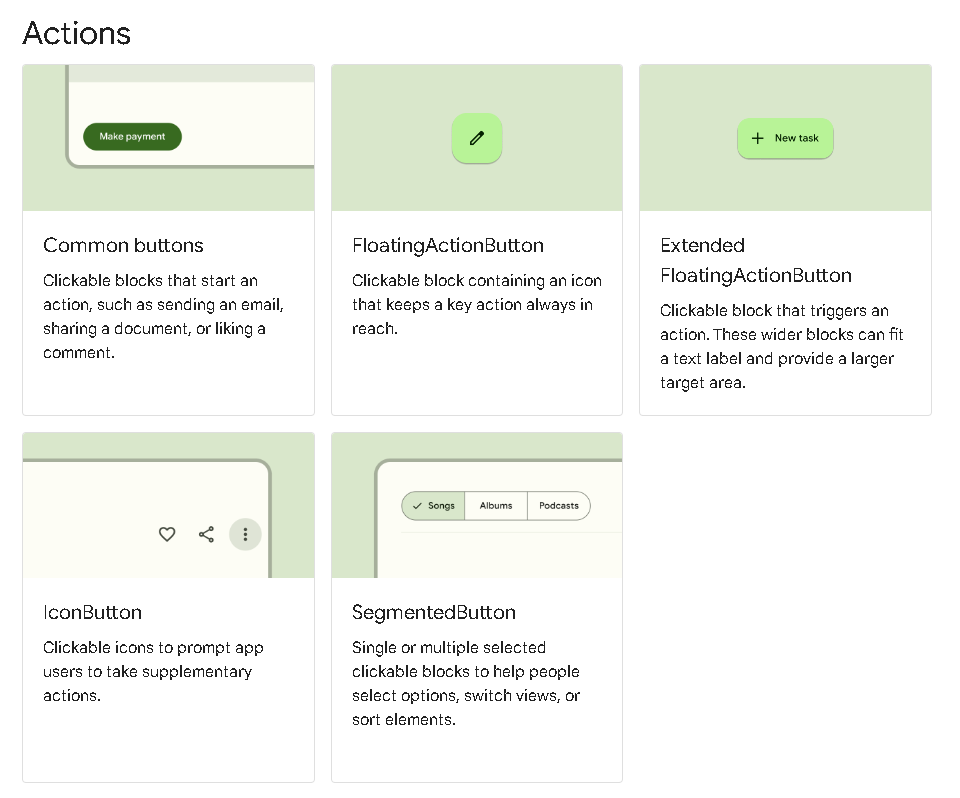 Actions
Make payment
Common buttons
Clickable blocks that start an
action, such as sending an email,
sharing a document, or liking a
comment.
FloatingActionButton
Clickable block containing an icon
that keeps a key action always in
reach.
New task
Extended
FloatingActionButton
Clickable block that triggers an
action. These wider blocks can fit
a text label and provide a larger
target area.
IconButton
Clickable icons to prompt app
users to take supplementary
actions.
Songs Albums Podcasts
SegmentedButton
Single or multiple selected
clickable blocks to help people
select options, switch views, or
sort elements.